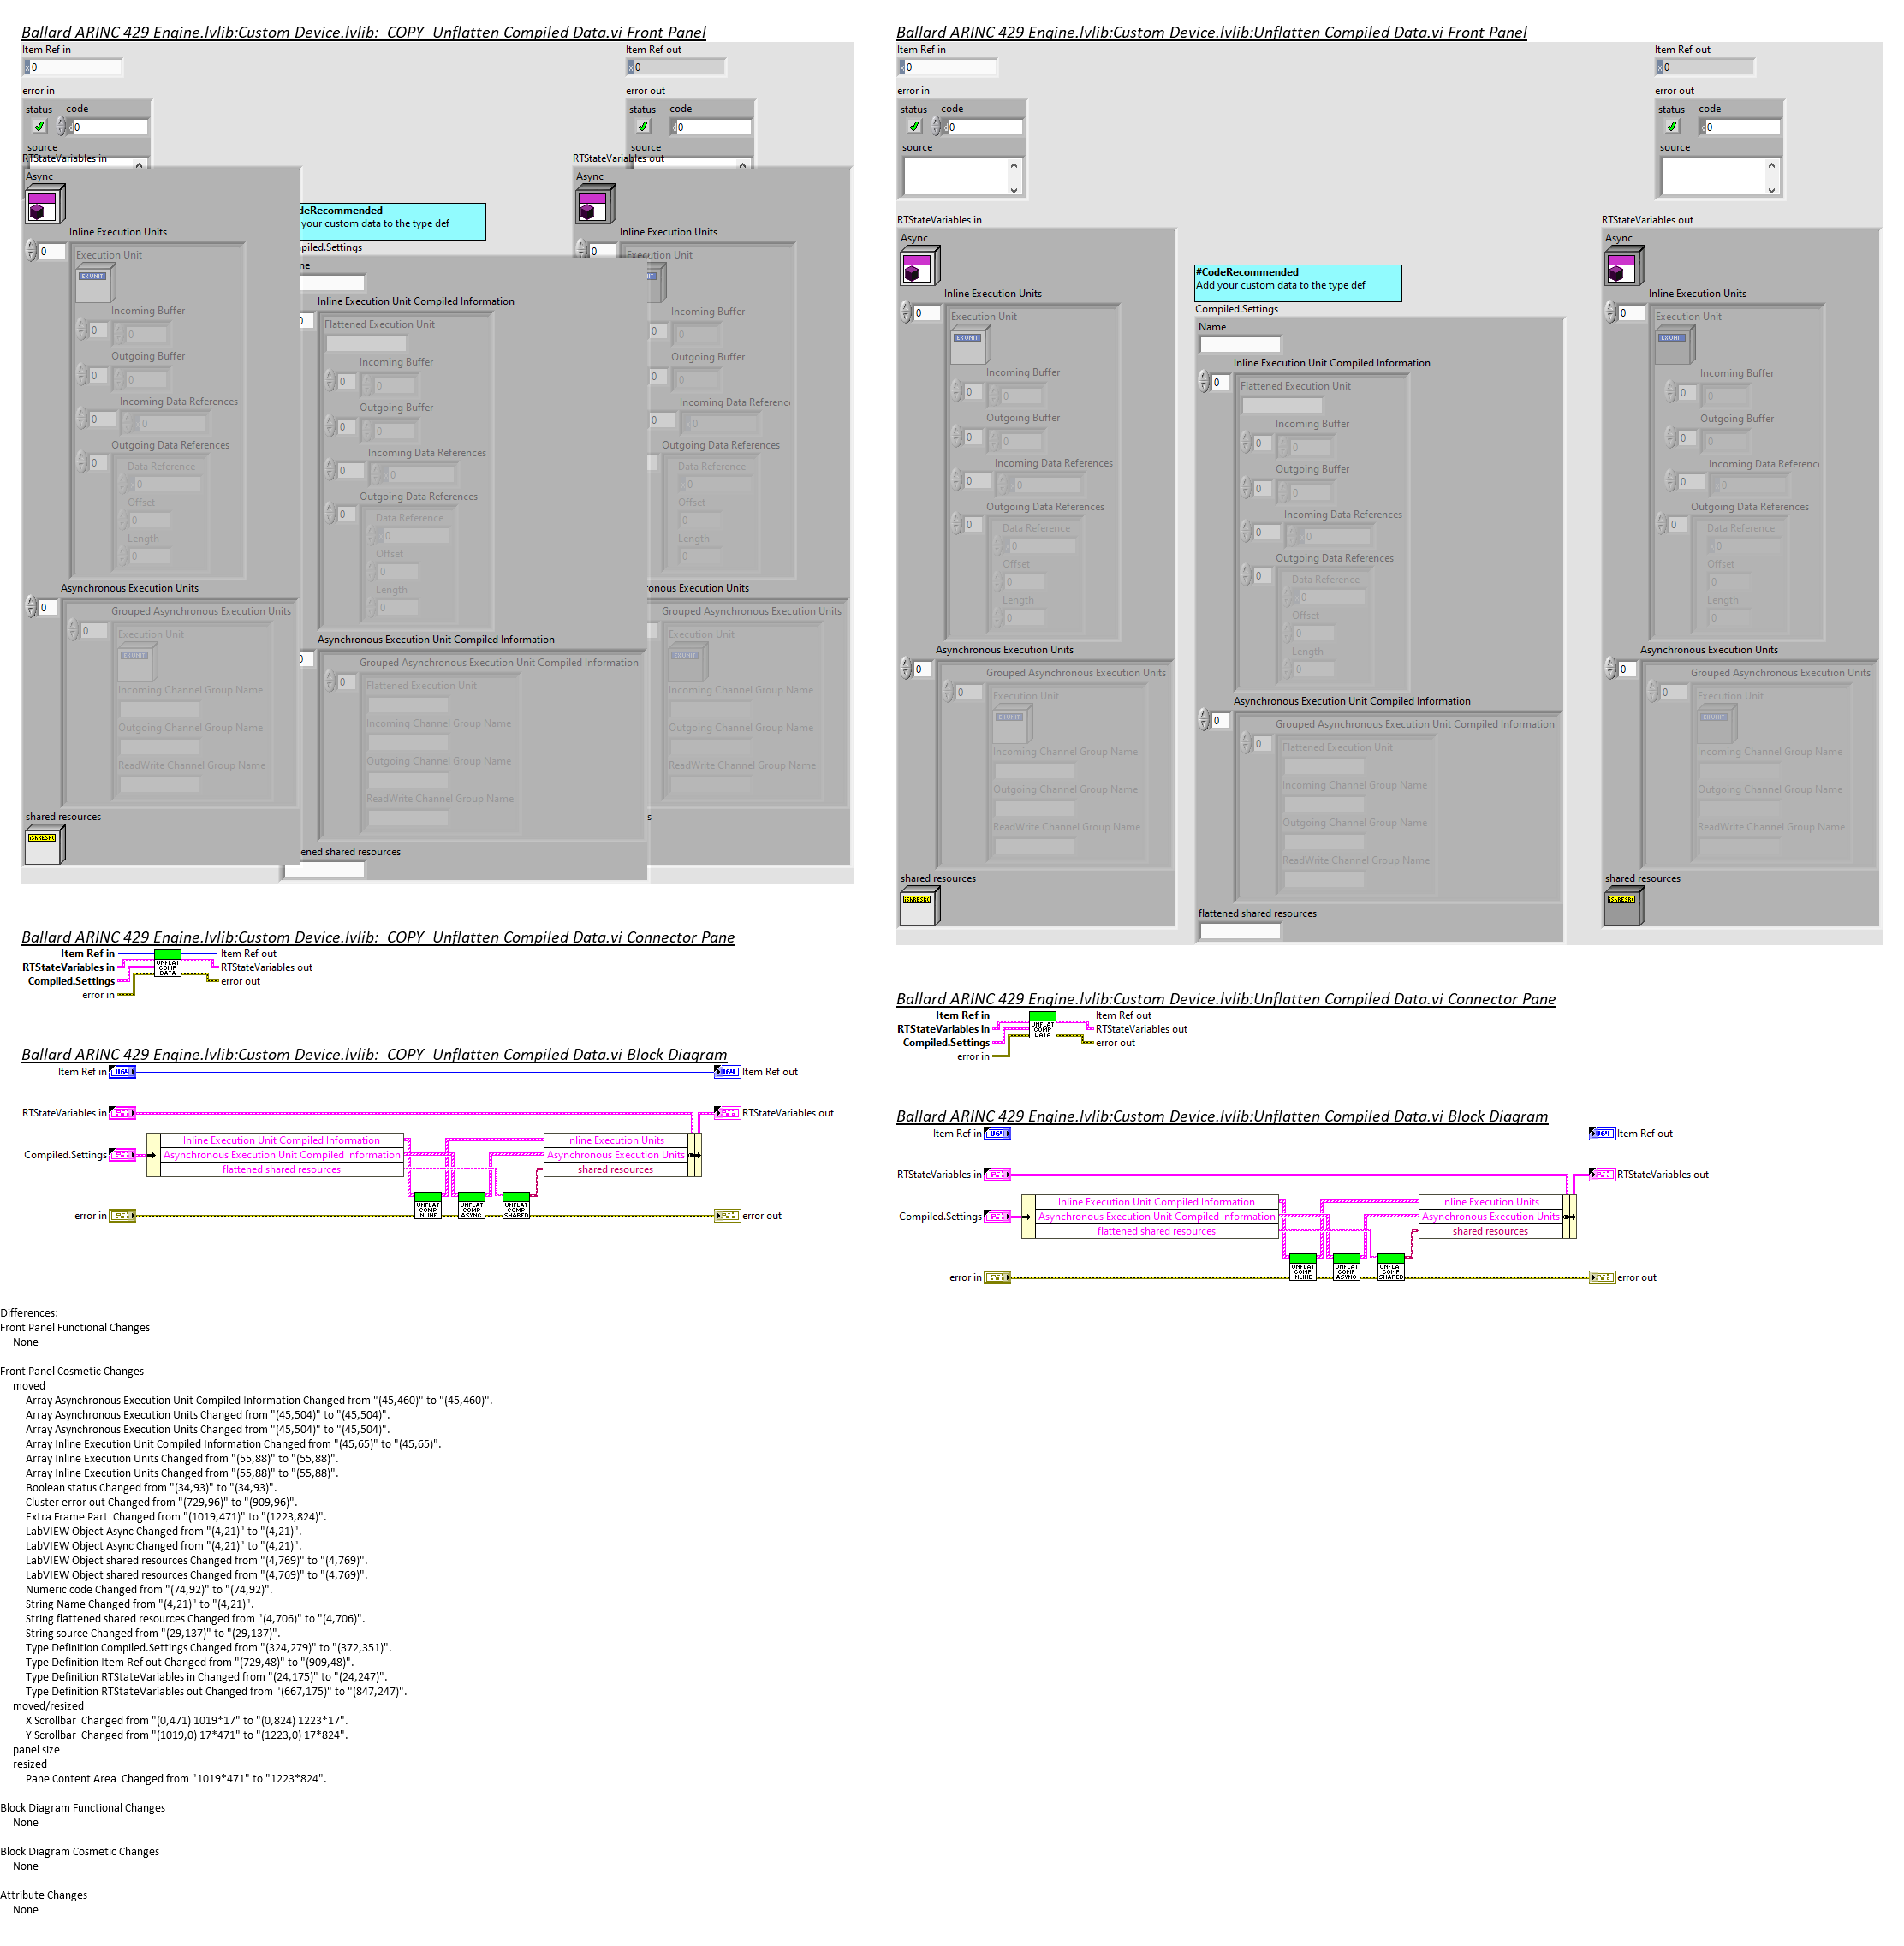 Ballard ARINC 429 Engine.lvlib:Custom Device.lvlib:  COPY  Unflatten Compiled Data.vi Front Panel
Item Ref in
0
Item Ref out
0
error in
status
code
0
source
error out
status
code
0
source
RTStateVariables in
Async
Inline Execution Units
0
Execution Unit
EX UNIT
Incoming Buffer
0
0
Outgoing Buffer
0
0
Incoming Data References
0
0
Outgoing Data References
0
Data Reference
0
Offset
0
Length
0
Asynchronous Execution Units
0
Grouped Asynchronous Execution Units
0
Execution Unit
EX UNIT
Incoming Channel Group Name
Outgoing Channel Group Name
ReadWrite Channel Group Name
shared resources
deRecommended
your custom data to the type def
piled.Settings
me
Inline Execution Unit Compiled Information
0
Flattened Execution Unit
Incoming Buffer
0
0
Outgoing Buffer
0
0
Incoming Data References
0
0
Outgoing Data References
0
Data Reference
0
Offset
0
Length
0
Asynchronous Execution Unit Compiled Information
0
Grouped Asynchronous Execution Unit Compiled Information
0
Flattened Execution Unit
Incoming Channel Group Name
Outgoing Channel Group Name
ReadWrite Channel Group Name
tened shared resources
RTStateVariables out
Async
Inline Execution Units
0
Execution Unit
Incoming Buffer
0
0
Outgoing Buffer
0
0
Incoming Data Referenc
0
0
Outgoing Data References
Data Reference
0
Offset
0
Length
0
ronous Execution Units
Grouped Asynchronous Execution Units
Execution Unit
EX UNIT
Incoming Channel Group Name
Outgoing Channel Group Name
ReadWrite Channel Group Name
s
Ballard ARINC 429 Engine.lvlib:Custom Device.lvlib:  COPY  Unflatten Compiled Data.vi Connector Pane
Item Ref in
RTStateVariables in
Compiled.Settings
error in
UNFLAT
COMP
DATA
Item Ref out
RTStateVariables out
error out
Ballard ARINC 429 Engine.lvlib:Custom Device.lvlib:  COPY  Unflatten Compiled Data.vi Block Diagram
Item Ref in
U64
U64
Item Ref out
RTStateVariables in
RTStateVariables out
Compiled.Settings
Inline Execution Unit Compiled Information
Asynchronous Execution Unit Compiled Information
flattened shared resources
Inline Execution Units
Asynchronous Execution Units
shared resources
UNFLAT
COMP
INLINE
UNFLAT
COMP
ASYNC
UNFLAT
COMP
SHARED
error in
error out
Ballard ARINC 429 Engine.lvlib:Custom Device.lvlib:Unflatten Compiled Data.vi Front Panel
Item Ref in
0
Item Ref out
0
error in
status
code
0
source
error out
status
code
0
source
RTStateVariables in
Async
Inline Execution Units
0
Execution Unit
EX UNIT
Incoming Buffer
0
0
Outgoing Buffer
0
0
Incoming Data References
0
0
Outgoing Data References
0
Data Reference
0
Offset
0
Length
0
Asynchronous Execution Units
0
Grouped Asynchronous Execution Units
0
Execution Unit
EX UNIT
Incoming Channel Group Name
Outgoing Channel Group Name
ReadWrite Channel Group Name
shared resources
#CodeRecommended
Add your custom data to the type def
Compiled.Settings
Name
Inline Execution Unit Compiled Information
0
Flattened Execution Unit
Incoming Buffer
0
0
Outgoing Buffer
0
0
Incoming Data References
0
0
Outgoing Data References
0
Data Reference
0
Offset
0
Length
0
Asynchronous Execution Unit Compiled Information
0
Grouped Asynchronous Execution Unit Compiled Information
0
Flattened Execution Unit
Incoming Channel Group Name
Outgoing Channel Group Name
ReadWrite Channel Group Name
flattened shared resources
RTStateVariables out
Async
Inline Execution Units
0
Execution Unit
EX UNIT
Incoming Buffer
0
0
Outgoing Buffer
0
0
Incoming Data Referenc
0
0
Outgoing Data References
0
Data Reference
0
Offset
0
Length
0
Asynchronous Execution Units
0
Grouped Asynchronous Execution Units
0
Execution Unit
EX UNIT
Incoming Channel Group Name
Outgoing Channel Group Name
ReadWrite Channel Group Name
shared resources
Ballard ARINC 429 Engine.lvlib:Custom Device.lvlib:Unflatten Compiled Data.vi Connector Pane
Item Ref in
RTStateVariables in
Compiled.Settings
error in
UNFLAT
COMP
DATA
Item Ref out
RTStateVariables out
error out
Ballard ARINC 429 Engine.lvlib:Custom Device.lvlib:Unflatten Compiled Data.vi Block Diagram
Item Ref in
U64
U64
Item Ref out
RTStateVariables in
RTStateVariables out
Compiled.Settings
Inline Execution Unit Compiled Information
Asynchronous Execution Unit Compiled Information
flattened shared resources
Inline Execution Units
Asynchronous Execution Units
shared resources
UNFLAT
COMP
INLINE
UNFLAT
COMP
ASYNC
UNFLAT
COMP
SHARED
error in
error out
Differences:
Front Panel Functional Changes
None
Front Panel Cosmetic Changes
moved
Array Asynchronous Execution Unit Compiled Information Changed from "(45,460)" to "(45,460)".
Array Asynchronous Execution Units Changed from "(45,504)" to "(45,504)".
Array Asynchronous Execution Units Changed from "(45,504)" to "(45,504)".
Array Inline Execution Unit Compiled Information Changed from "(45,65)" to "(45,65)".
Array Inline Execution Units Changed from "(55,88)" to "(55,88)".
Array Inline Execution Units Changed from "(55,88)" to "(55,88)".
Boolean status Changed from "(34,93)" to "(34,93)".
Cluster error out Changed from "(729,96)" to "(909,96)".
Extra Frame Part  Changed from "(1019,471)" to "(1223,824)".
LabVIEW Object Async Changed from "(4,21)" to "(4,21)".
LabVIEW Object Async Changed from "(4,21)" to "(4,21)".
LabVIEW Object shared resources Changed from "(4,769)" to "(4,769)".
LabVIEW Object shared resources Changed from "(4,769)" to "(4,769)".
Numeric code Changed from "(74,92)" to "(74,92)".
String Name Changed from "(4,21)" to "(4,21)".
String flattened shared resources Changed from "(4,706)" to "(4,706)".
String source Changed from "(29,137)" to "(29,137)".
Type Definition Compiled.Settings Changed from "(324,279)" to "(372,351)".
Type Definition Item Ref out Changed from "(729,48)" to "(909,48)".
Type Definition RTStateVariables in Changed from "(24,175)" to "(24,247)".
Type Definition RTStateVariables out Changed from "(667,175)" to "(847,247)".
moved/resized
X Scrollbar  Changed from "(0,471) 1019*17" to "(0,824) 1223*17".
Y Scrollbar  Changed from "(1019,0) 17*471" to "(1223,0) 17*824".
panel size
resized
Pane Content Area  Changed from "1019*471" to "1223*824".
Block Diagram Functional Changes
None
Block Diagram Cosmetic Changes
None
Attribute Changes
None